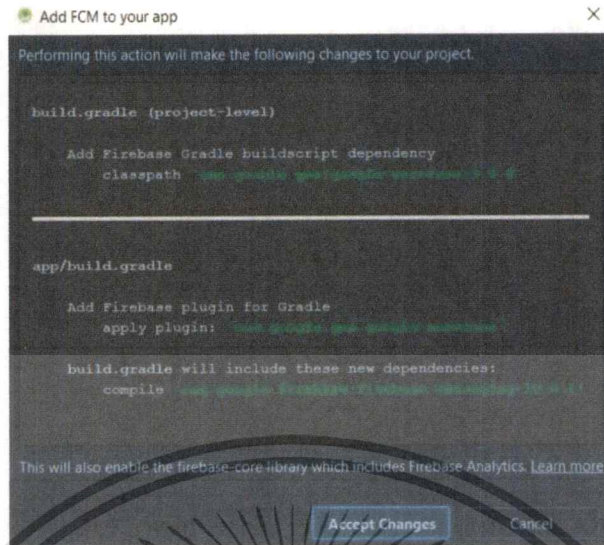 Add FCM to your app
Performing this action will make the following changes to your project.
build.gradle (project-level)
Add Firebase Gradle buildscript dependency
classpath
app/build.gradle
Add Firebase plugin for Gradle
apply plugin:
build.gradle will include these new dependencies:
compile
This will also enable the firebase-core library which includes Firebase Analytics. Learn more
Accept Changes
Cancel